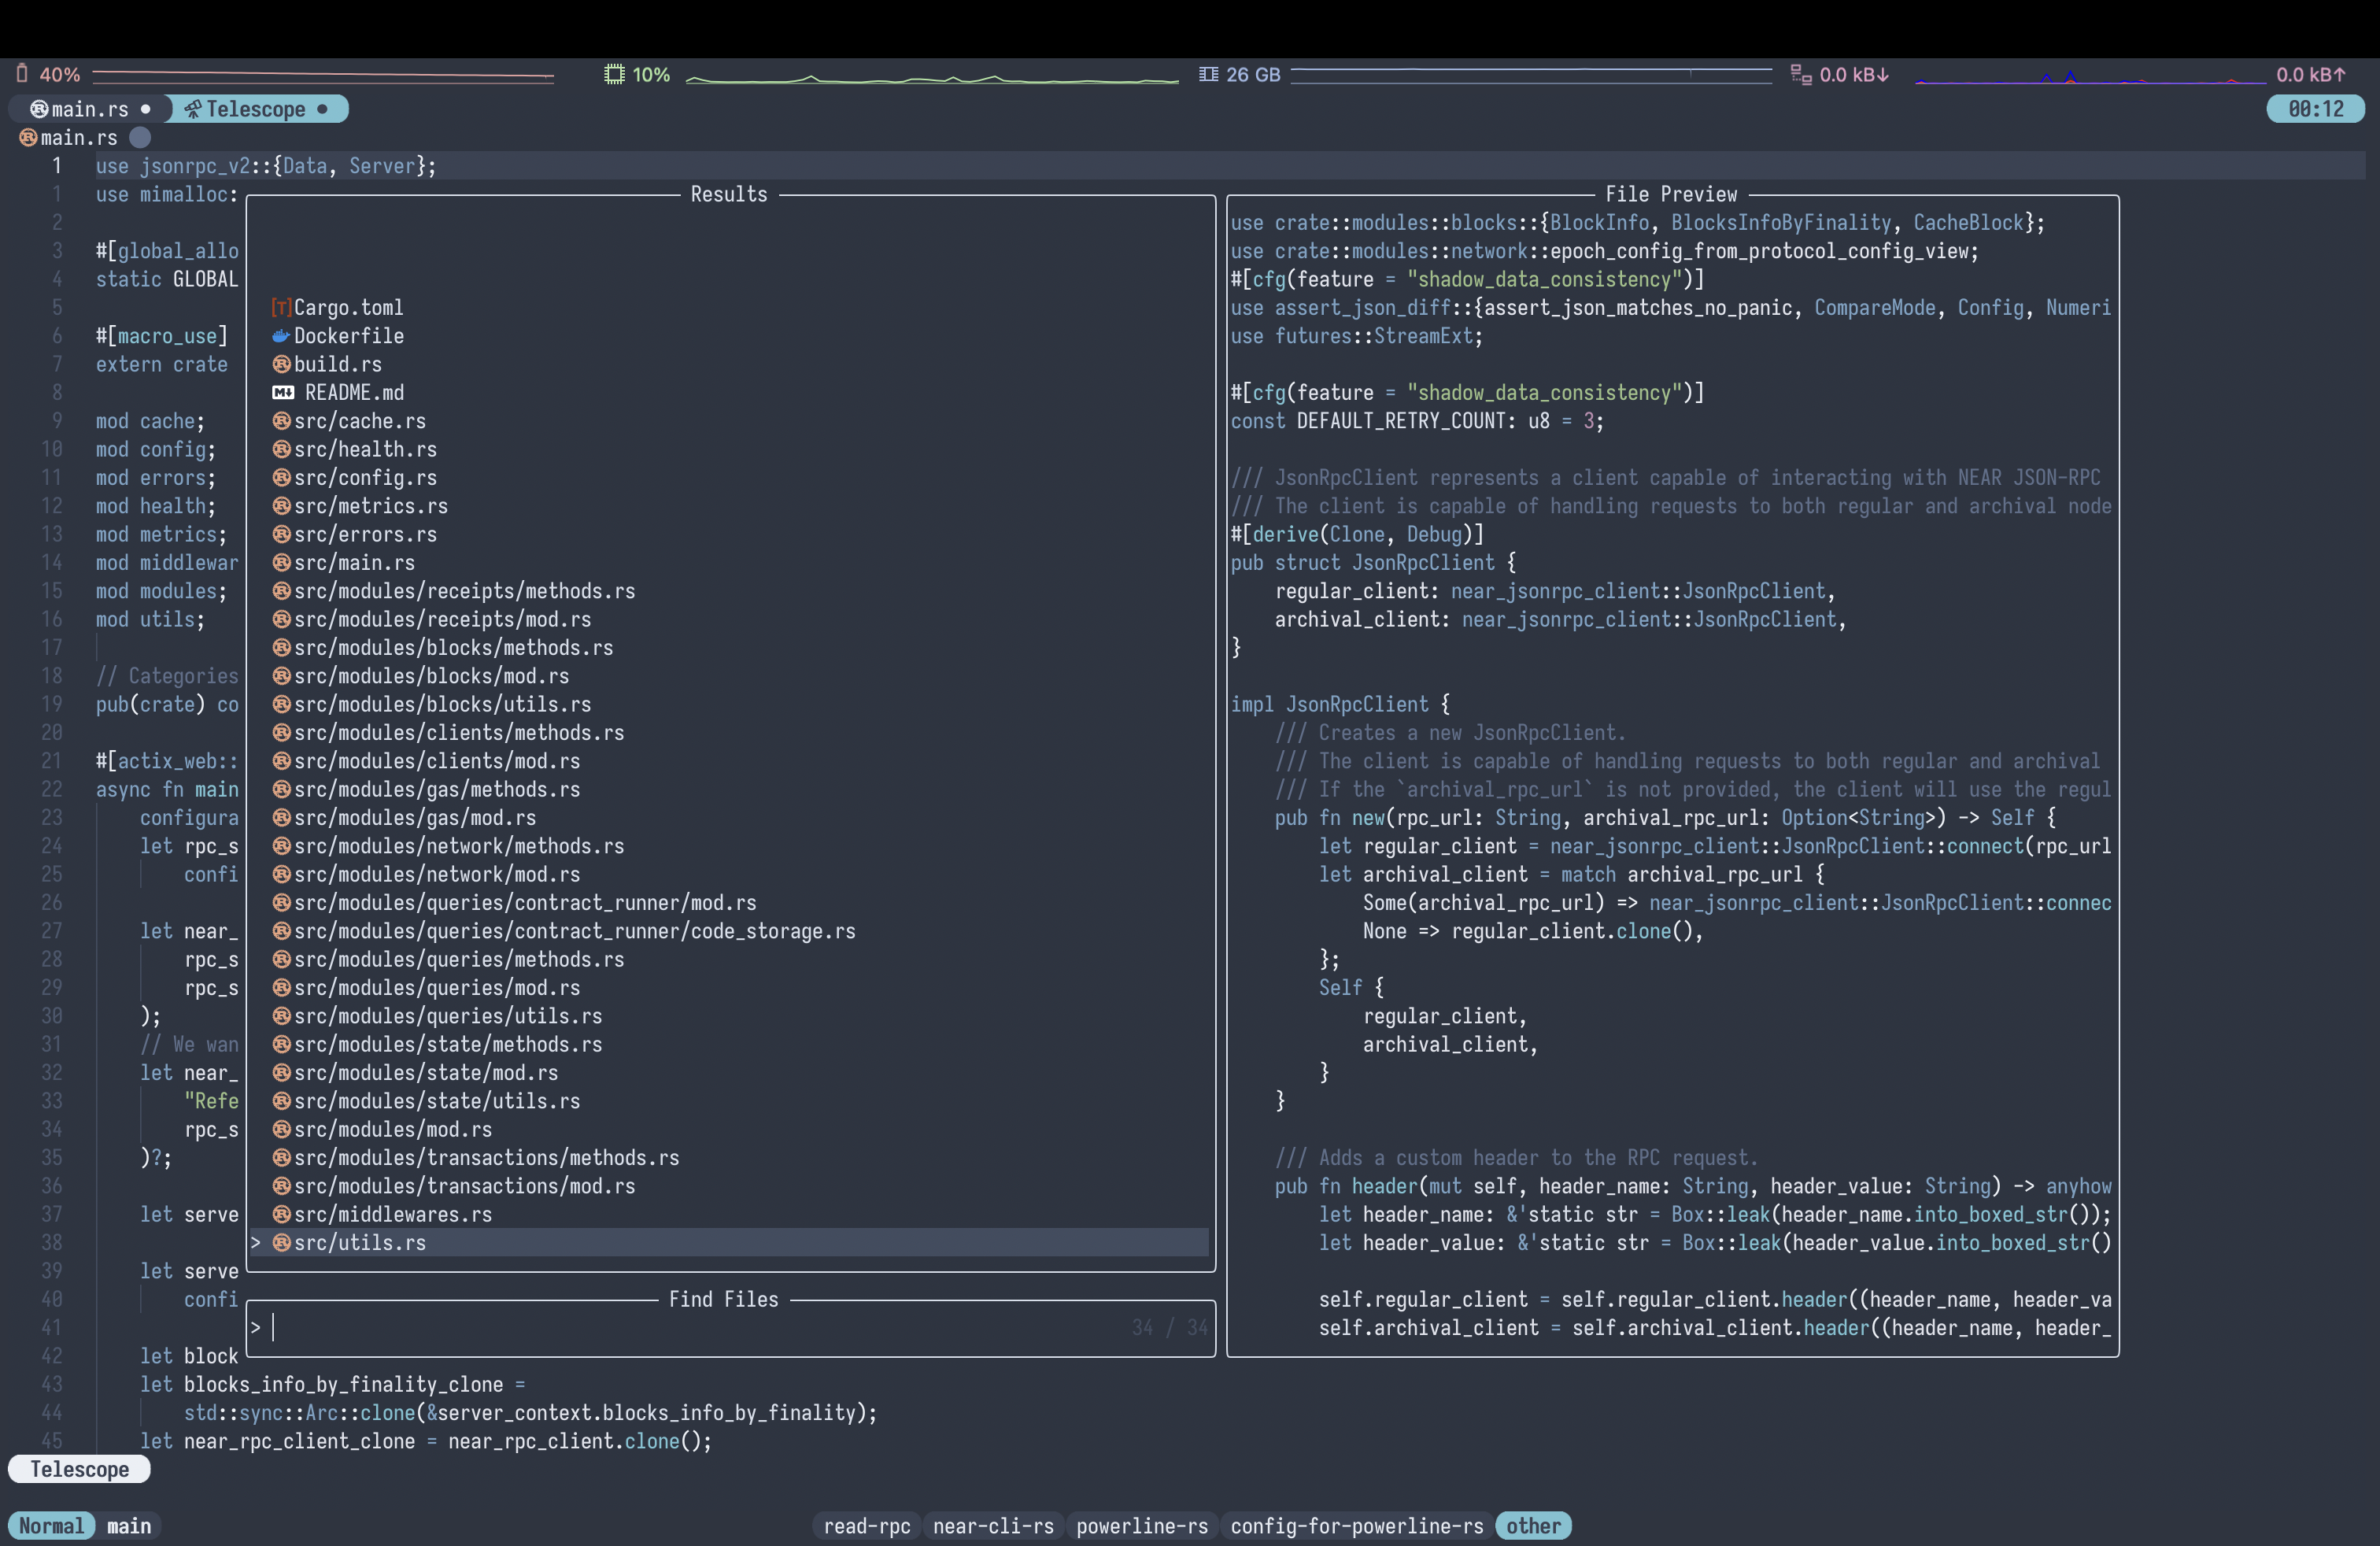 40%
10%
26 GB
0.0 kB↓
0.0 kB↑
main.rs ● Telescope ●
00:12
main.rs
1 use jsonrpc_v2::{Data, Server};
1 use mimalloc:
2
3 #[global_allo
4 static GLOBAL
5
6 #[macro_use]
7 extern crate
8
9 mod cache;
10 mod config;
11 mod errors;
12 mod health;
13 mod metrics;
14 mod middlewar
15 mod modules;
16 mod utils;
17
18 // Categories
19 pub(crate) co
20
21 #[actix_web::
22 async fn main
23 configura
24 let rpc_s
25 confi
26
27 let near_
28 rpc_s
29 rpc_s
30 );
31 // We wan
32 let near_
33 "Refe
34 rpc_s
35 )?;
36
37 let serve
38
39 let serve
40 confi
41
42 let block
43 let blocks_info_by_finality_clone =
44 std::sync::Arc::clone(&server_context.blocks_info_by_finality);
45 let near_rpc_client_clone = near_rpc_client.clone();
Results
[T]Cargo.toml
Dockerfile
build.rs
M↓ README.md
src/cache.rs
src/health.rs
src/config.rs
src/metrics.rs
src/errors.rs
src/main.rs
src/modules/receipts/methods.rs
src/modules/receipts/mod.rs
src/modules/blocks/methods.rs
src/modules/blocks/mod.rs
src/modules/blocks/utils.rs
src/modules/clients/methods.rs
src/modules/clients/mod.rs
src/modules/gas/methods.rs
src/modules/gas/mod.rs
src/modules/network/methods.rs
src/modules/network/mod.rs
src/modules/queries/contract_runner/mod.rs
src/modules/queries/contract_runner/code_storage.rs
src/modules/queries/methods.rs
src/modules/queries/mod.rs
src/modules/queries/utils.rs
src/modules/state/methods.rs
src/modules/state/mod.rs
src/modules/state/utils.rs
src/modules/mod.rs
src/modules/transactions/methods.rs
src/modules/transactions/mod.rs
src/middlewares.rs
> src/utils.rs
Find Files
> 34 / 34
File Preview
use crate::modules::blocks::{BlockInfo, BlocksInfoByFinality, CacheBlock};
use crate::modules::network::epoch_config_from_protocol_config_view;
#[cfg(feature = "shadow_data_consistency")]
use assert_json_diff::{assert_json_matches_no_panic, CompareMode, Config, Numeri
use futures::StreamExt;
#[cfg(feature = "shadow_data_consistency")]
const DEFAULT_RETRY_COUNT: u8 = 3;
/// JsonRpcClient represents a client capable of interacting with NEAR JSON-RPC
/// The client is capable of handling requests to both regular and archival node
#[derive(Clone, Debug)]
pub struct JsonRpcClient {
regular_client: near_jsonrpc_client::JsonRpcClient,
archival_client: near_jsonrpc_client::JsonRpcClient,
}
impl JsonRpcClient {
/// Creates a new JsonRpcClient.
/// The client is capable of handling requests to both regular and archival
/// If the `archival_rpc_url` is not provided, the client will use the regul
pub fn new(rpc_url: String, archival_rpc_url: Option<String>) -> Self {
let regular_client = near_jsonrpc_client::JsonRpcClient::connect(rpc_url
let archival_client = match archival_rpc_url {
Some(archival_rpc_url) => near_jsonrpc_client::JsonRpcClient::connec
None => regular_client.clone(),
};
Self {
regular_client,
archival_client,
}
}
/// Adds a custom header to the RPC request.
pub fn header(mut self, header_name: String, header_value: String) -> anyhow
let header_name: &'static str = Box::leak(header_name.into_boxed_str());
let header_value: &'static str = Box::leak(header_value.into_boxed_str()
self.regular_client = self.regular_client.header((header_name, header_va
self.archival_client = self.archival_client.header((header_name, header_
Telescope
Normal main
read-rpc near-cli-rs powerline-rs config-for-powerline-rs other